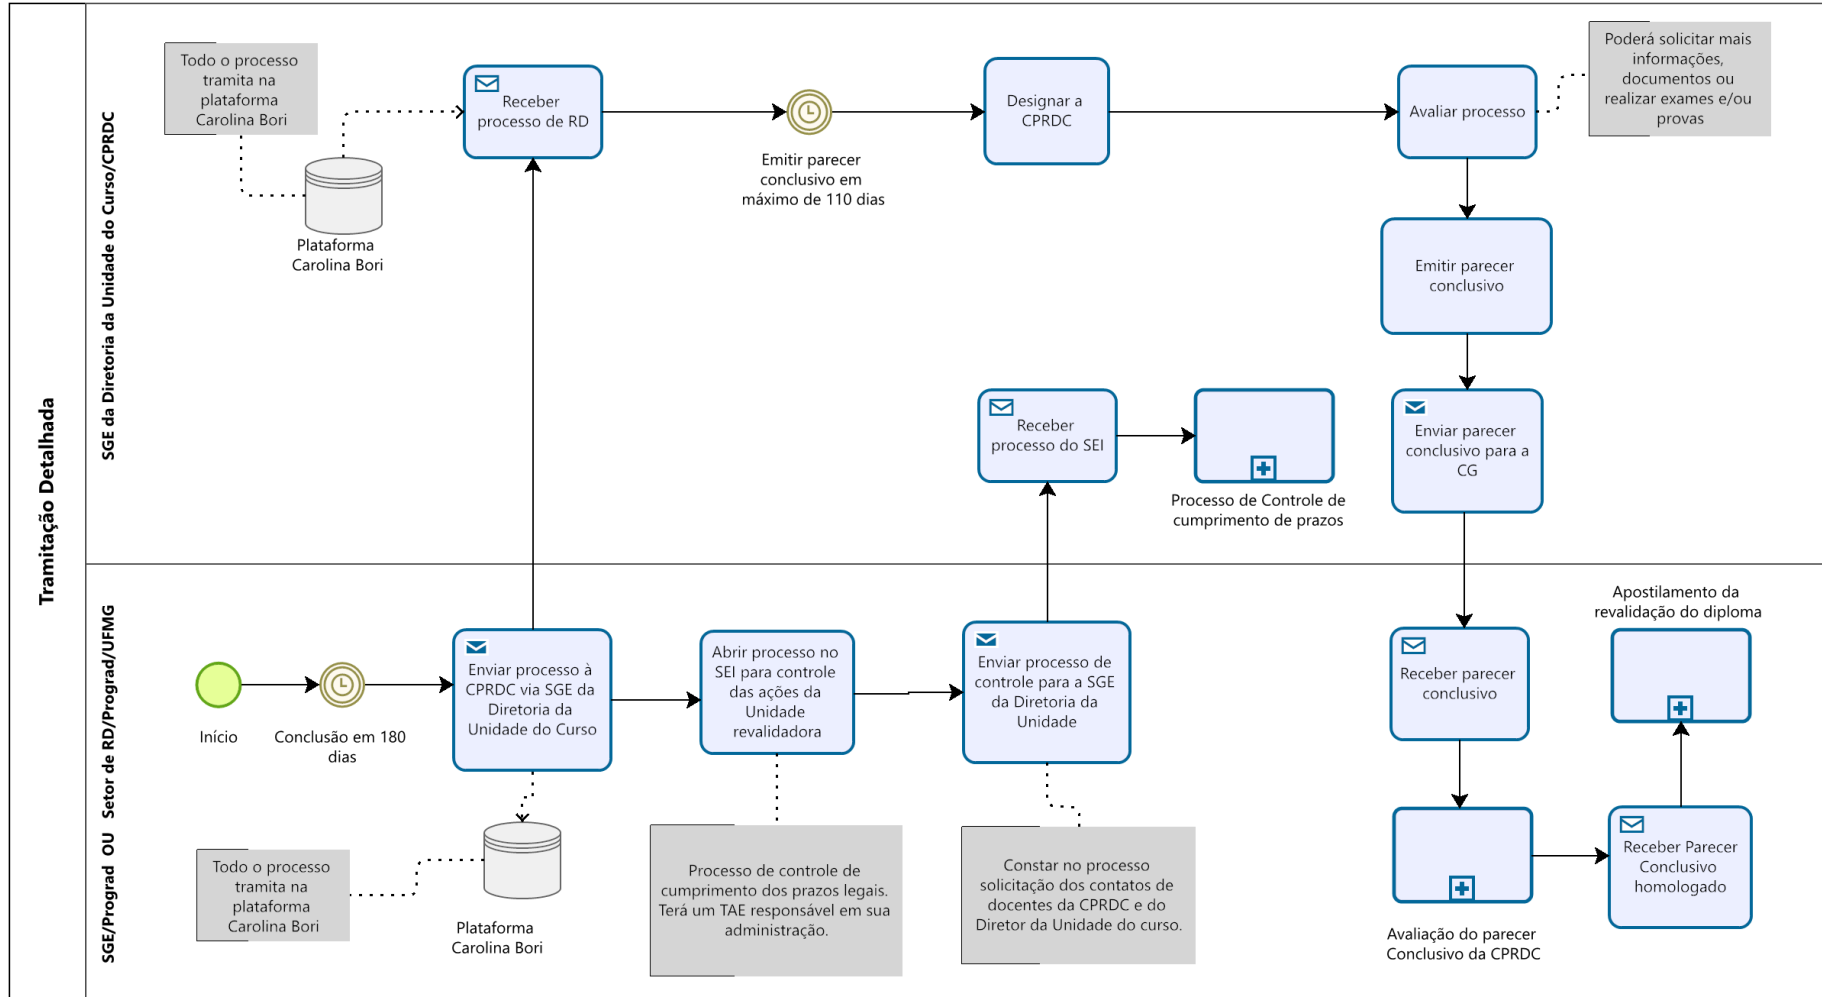 Tramitação Detalhada
SGE da Diretoria da Unidade do Curso/CPRDC
Todo o processo
tramita na
plataforma
Carolina Bori
Plataforma
Carolina Bori
Receber
processo de RD
Emitir parecer
conclusivo em
máximo de 110 dias
Designar a
CPRDC
Avaliar processo
Poderá solicitar mais
informações,
documentos ou
realizar exames e/ou
provas
Emitir parecer
conclusivo
Receber
processo do SEI
Processo de Controle de
cumprimento de prazos
Enviar parecer
conclusivo para a
CG
SGE/Prograd OU Setor de RD/Prograd/UFMG
Início
Conclusão em 180
dias
Enviar processo à
CPRDC via SGE da
Diretoria da
Unidade do Curso
Abrir processo no
SEI para controle
das ações da
Unidade
revalidadora
Enviar processo de
controle para a SGE
da Diretoria da
Unidade
Receber parecer
conclusivo
Apostilamento da
revalidação do diploma
Todo o processo
tramita na
plataforma
Carolina Bori
Plataforma
Carolina Bori
Processo de controle de
cumprimento dos prazos legais.
Terá um TAE responsável em sua
administração.
Constar no processo
solicitação dos contatos de
docentes da CPRDC e do
Diretor da Unidade do curso.
Avaliação do parecer
Conclusivo da CPRDC
Receber Parecer
Conclusivo
homologado